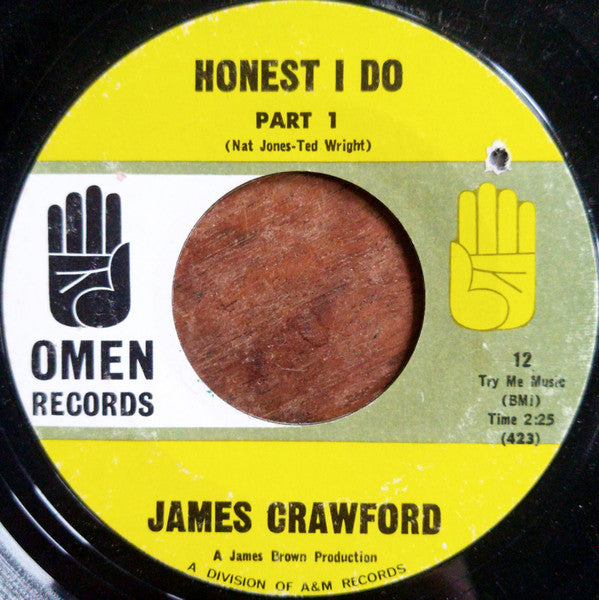 HONEST I DO
PART 1
(Nat Jones-Ted Wright)
OMEN
RECORDS
12
Try Me Music
(BMI)
Time 2:25
(423)
JAMES CRAWFORD
A James Brown Production
A DIVISION OF A&M RECORDS